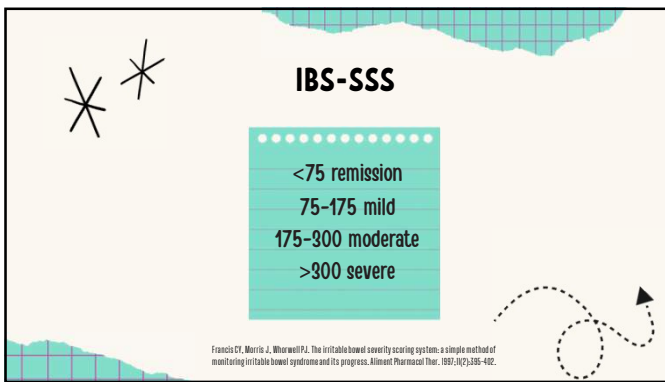 IBS-SSS
<75 remission
75-175 mild
175-300 moderate
>300 severe
Francis CY, Morris J, Whorwell PJ. The irritable bowel severity scoring system: a simple method of
monitoring irritable bowel syndrome and its progress. Aliment Pharmacol Ther. 1997;11(2):395-402.